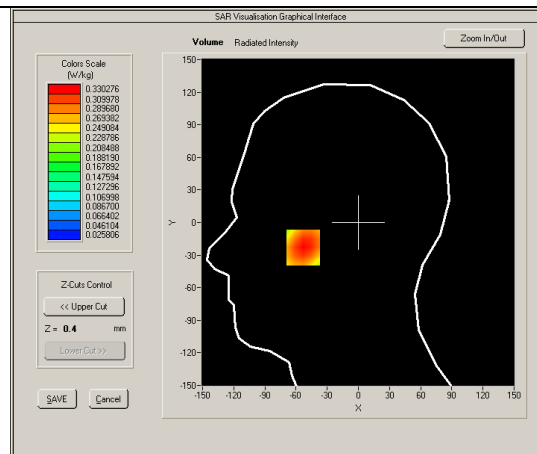 SAR Visualisation Graphical Interface
Volume Radiated Intensity
Zoom In/Out
Colors Scale
(W/kg)
0.330276
0.309978
0.289680
0.269382
0.249084
0.228786
0.208488
0.188190
0.167892
0.147594
0.127296
0.106998
0.086700
0.066402
0.046104
0.025806
Z-Cuts Control
<< Upper Cut
Z = 0.4 mm
Lower Cut >>
SAVE
Cancel
150
120
90
60
30
0
-30
-60
-90
-120
-150
Y
-150 -120 -90 -60 -30 0 30 60 90 120 150
X